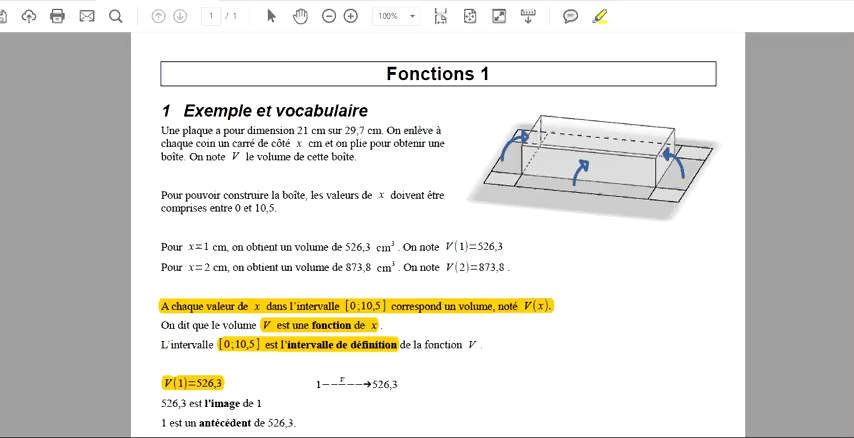 1 / 1
100%
Fonctions 1
1 Exemple et vocabulaire
Une plaque a pour dimension 21 cm sur 29,7 cm. On enlève à
chaque coin un carré de côté x cm et on plie pour obtenir une
boîte. On note V le volume de cette boîte.
Pour pouvoir construire la boîte, les valeurs de x doivent être
comprises entre 0 et 10,5.
Pour x=1 cm, on obtient un volume de 526,3 cm³ . On note V(1)=526,3
Pour x=2 cm, on obtient un volume de 873,8 cm³ . On note V(2)=873,8 .
A chaque valeur de x dans l'intervalle [0;10,5] correspond un volume, noté V(x).
On dit que le volume V est une fonction de x .
L'intervalle [0;10,5] est l'intervalle de définition de la fonction V .
V(1)=526,3 1--V-->526,3
526,3 est l'image de 1
1 est un antécédent de 526,3.